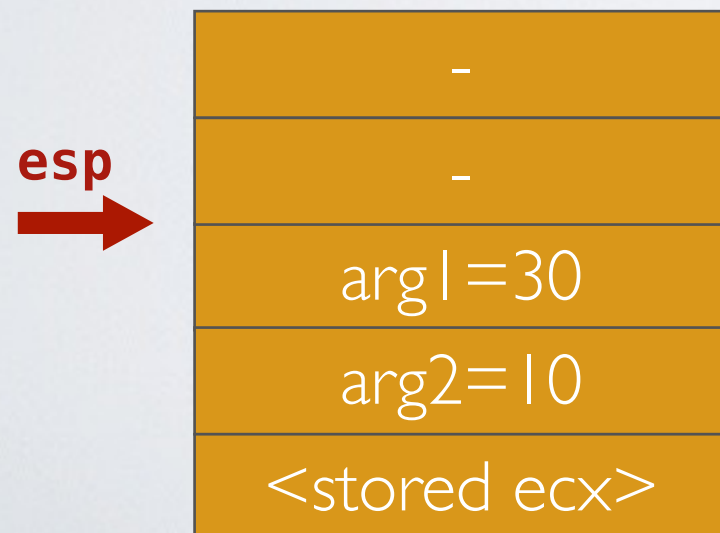 -
esp
-
arg1=30
arg2=10
<stored ecx>